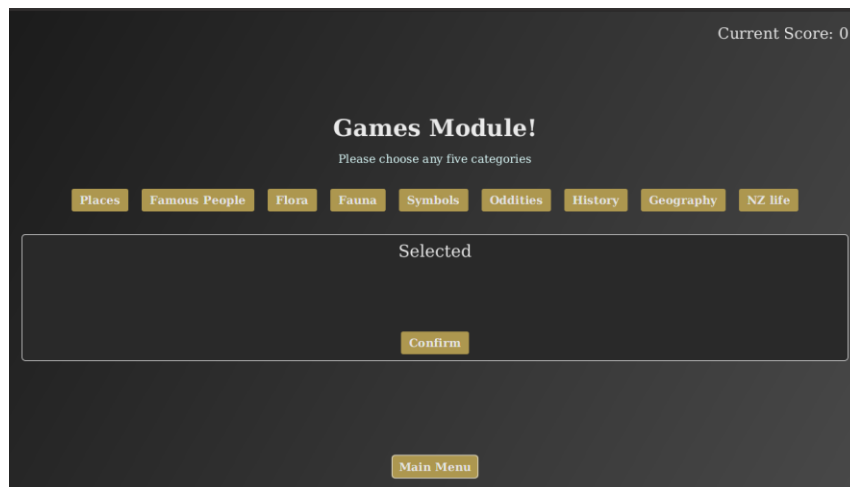 Current Score: 0
Games Module!
Please choose any five categories
Places Famous People Flora Fauna Symbols Oddities History Geography NZ life
Selected
Confirm
Main Menu